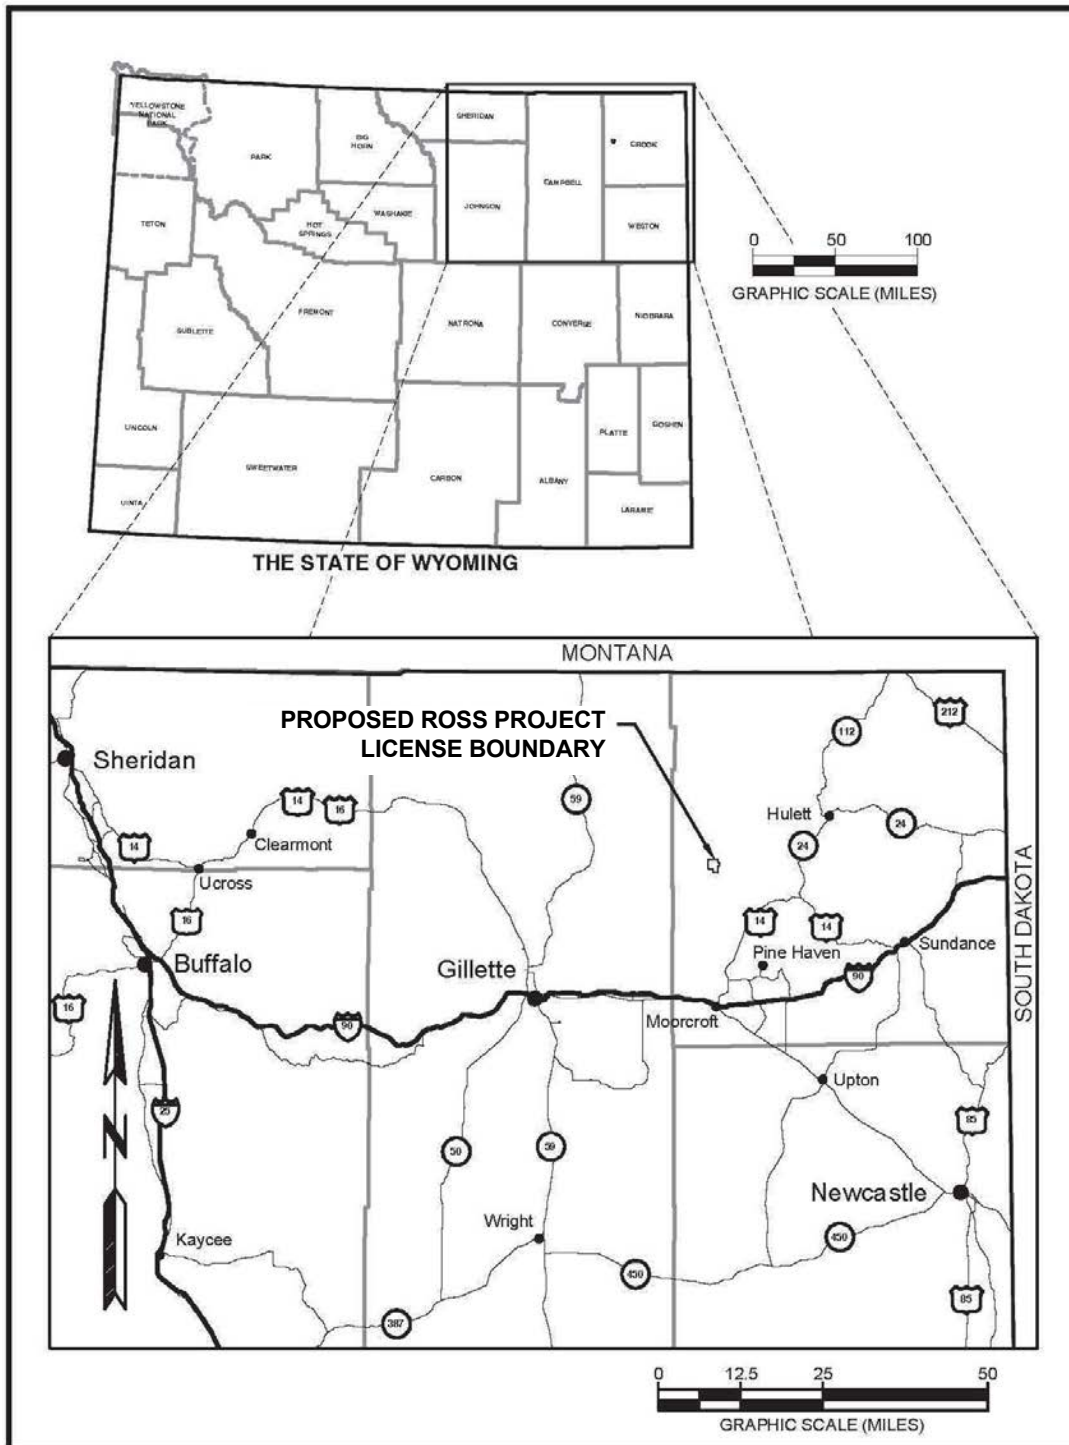 YELLOWSTONE
NATIONAL
PARK
SHERIDAN
BIG
HORN
CROOK
PARK
CAMPBELL
JOHNSON
WASHAKIE
TETON
HOT
SPRINGS
WESTON
0 50 100
GRAPHIC SCALE (MILES)
FREMONT
NIOBRARA
SUBLETTE
NATRONA
CONVERSE
LINCOLN
PLATTE
GOSHEN
SWEETWATER
CARBON
ALBANY
UINTA
LARAMIE
THE STATE OF WYOMING
MONTANA
PROPOSED ROSS PROJECT
LICENSE BOUNDARY
212
112
Sheridan
14
16
59
Hulett
24
24
Clearmont
14
Ucross
16
14
14
SOUTH DAKOTA
Sundance
Pine Haven
Buffalo
Gillette
90
16
90
Moorcroft
Upton
25
N
85
50
59
Newcastle
Wright
Kaycee
450
450
85
387
0 12.5 25 50
GRAPHIC SCALE (MILES)